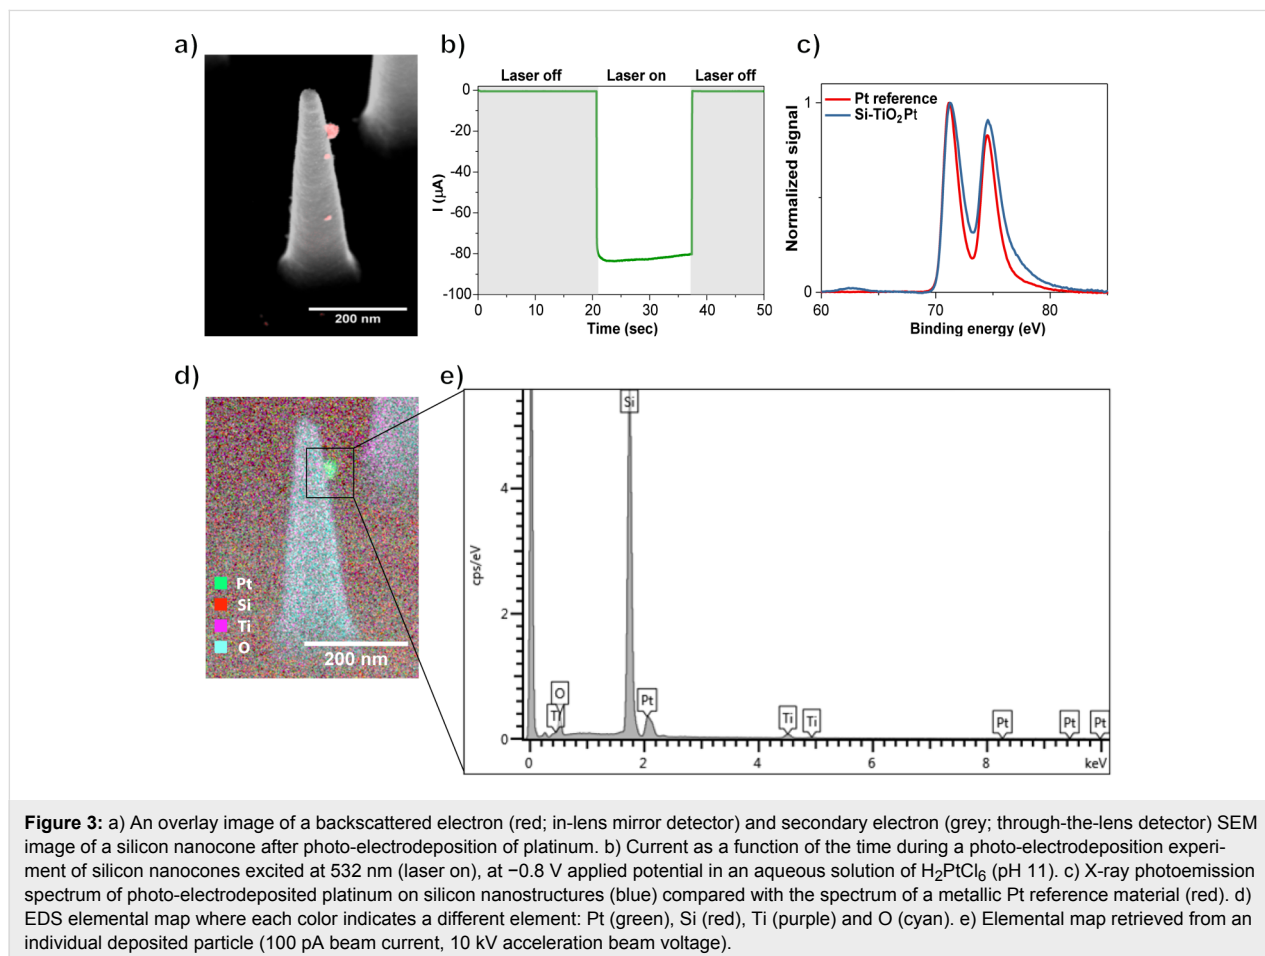 a)
200 nm
b)
Laser off Laser on Laser off
I (µA)
0
-20
-40
-60
-80
-100
0 10 20 30 40 50
Time (sec)
c)
Pt reference
Si-TiO₂Pt
Normalized signal
1
0
60 70 80
Binding energy (eV)
d)
Pt
Si
Ti
O
200 nm
e)
cps/eV
4
2
0
Si
O
Ti
Pt
Ti
Ti
Pt
Pt
Pt
0 2 4 6 8 keV
Figure 3: a) An overlay image of a backscattered electron (red; in-lens mirror detector) and secondary electron (grey; through-the-lens detector) SEM
image of a silicon nanocone after photo-electrodeposition of platinum. b) Current as a function of the time during a photo-electrodeposition experi-
ment of silicon nanocones excited at 532 nm (laser on), at −0.8 V applied potential in an aqueous solution of H₂PtCl₆ (pH 11). c) X-ray photoemission
spectrum of photo-electrodeposited platinum on silicon nanostructures (blue) compared with the spectrum of a metallic Pt reference material (red). d)
EDS elemental map where each color indicates a different element: Pt (green), Si (red), Ti (purple) and O (cyan). e) Elemental map retrieved from an
individual deposited particle (100 pA beam current, 10 kV acceleration beam voltage).